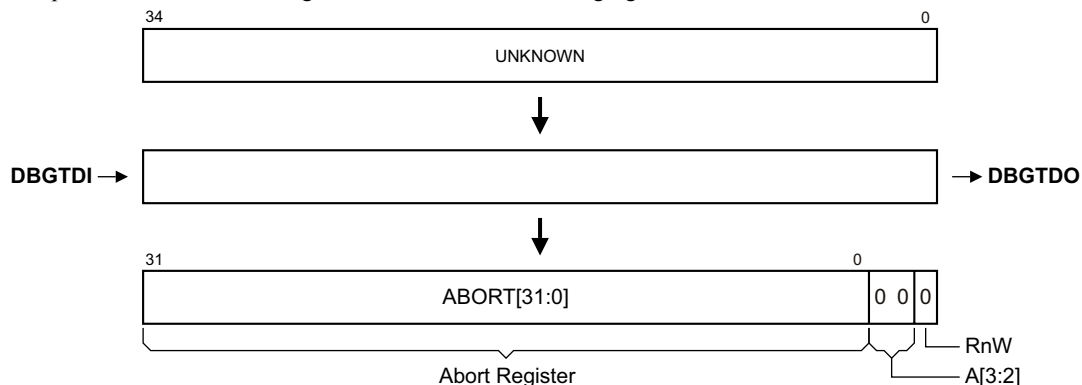 34 0
UNKNOWN
DBGTDI DBGTDO
31 0
ABORT[31:0] 0 0 0
RnW
Abort Register A[3:2]